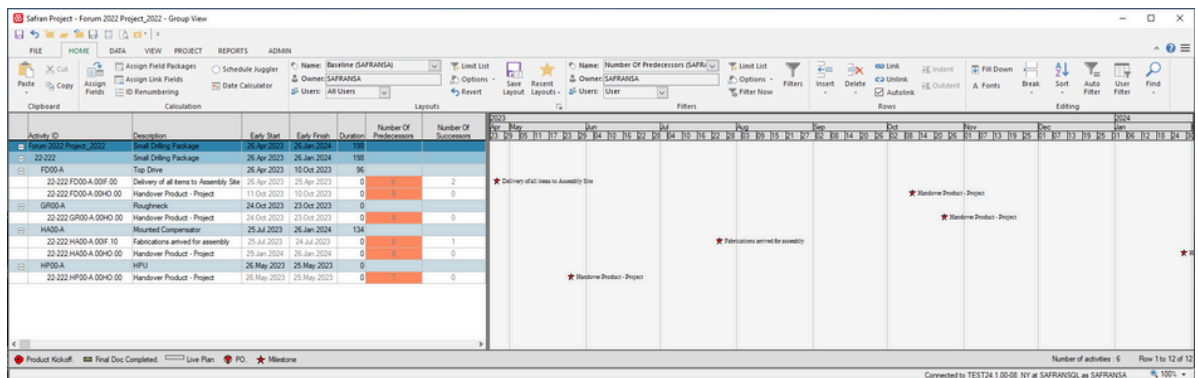 Safran Project - Forum 2022 Project_2022 - Group View
FILE HOME DATA VIEW PROJECT REPORTS ADMIN
Paste Cut Copy Assign Fields Assign Field Packages Assign Link Fields ID Renumbering Schedule Juggler Date Calculator Name: Baseline (SAFRANSA) Owner: SAFRANSA Users: All Users Limit List Options Revert Save Layout Recent Layouts Name: Number Of Predecessors (SAFRA Owner: SAFRANSA Users: User Limit List Options Filter Now Filters Insert Delete Link Unlink Autolink Indent Outdent Fill Down Fonts Break Sort Auto Filter User Filter Find
Clipboard Calculation Layouts Filters Rows Editing
2023 2024
Apr May Jun Jul Aug Sep Oct Nov Dec Jan
Activity ID Description Early Start Early Finish Duration Number Of Predecessors Number Of Successors
Forum 2022 Project_2022 Small Drilling Package 26.Apr.2023 26.Jan.2024 198
22-222 Small Drilling Package 26.Apr.2023 26.Jan.2024 198
FD00-A Top Drive 26.Apr.2023 10.Oct.2023 96
22-222.FD00-A.00IF.00 Delivery of all items to Assembly Site 26.Apr.2023 25.Apr.2023 0 2 Delivery of all items to Assembly Site
22-222.FD00-A.00HO.00 Handover Product - Project 11.Oct.2023 10.Oct.2023 0 0 Handover Product - Project
GR00-A Roughneck 24.Oct.2023 23.Oct.2023 0
22-222.GR00-A.00HO.00 Handover Product - Project 24.Oct.2023 23.Oct.2023 0 0 Handover Product - Project
HA00-A Mounted Compensator 25.Jul.2023 26.Jan.2024 134
22-222.HA00-A.00IF.10 Fabrications arrived for assembly 25.Jul.2023 24.Jul.2023 0 1 Fabrications arrived for assembly
22-222.HA00-A.00HO.00 Handover Product - Project 29.Jan.2024 26.Jan.2024 0 0
HP00-A HPU 26.May.2023 25.May.2023 0
22-222.HP00-A.00HO.00 Handover Product - Project 26.May.2023 25.May.2023 0 7 0 Handover Product - Project
Product Kickoff. Final Doc Completed. Live Plan PO. Milestone Number of activities : 6 Row 1 to 12 of 12
Connected to TEST24.1.00-08, NY at SAFRANSQL as SAFRANSA 100%